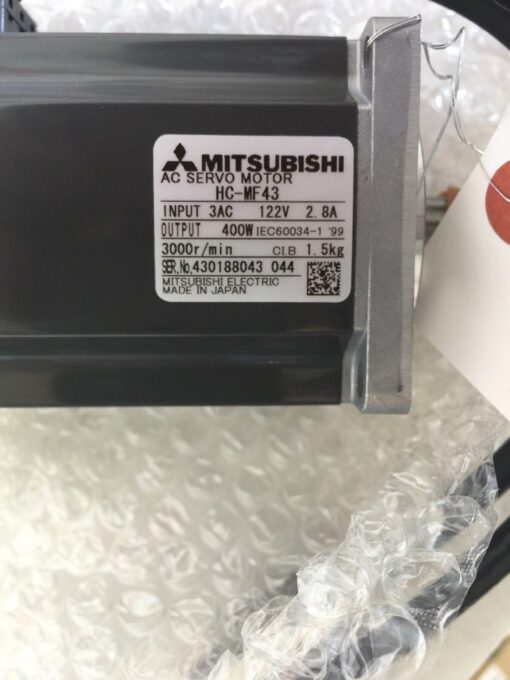 MITSUBISHI
AC SERVO MOTOR
HC-MF43
INPUT 3AC 122V 2.8A
OUTPUT 400W IEC60034-1 '99
3000r/min CI.B 1.5kg
SER.No.430188043 044
MITSUBISHI ELECTRIC
MADE IN JAPAN